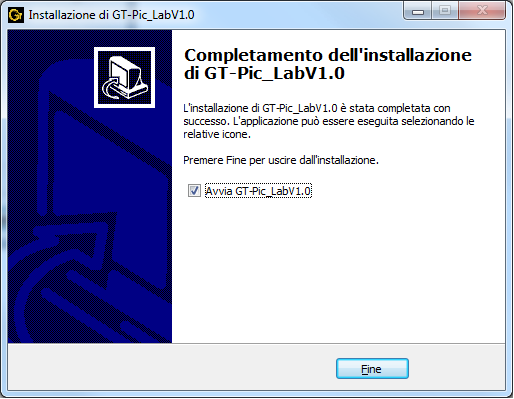 GT
Installazione di GT-Pic_LabV1.0
Completamento dell'installazione
di GT-Pic_LabV1.0
L'installazione di GT-Pic_LabV1.0 è stata completata con
successo. L'applicazione può essere eseguita selezionando le
relative icone.
Premere Fine per uscire dall'installazione.
Avvia GT-Pic_LabV1.0
Fine